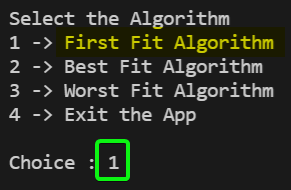 Select the Algorithm
1 -> First Fit Algorithm
2 -> Best Fit Algorithm
3 -> Worst Fit Algorithm
4 -> Exit the App
Choice : 1